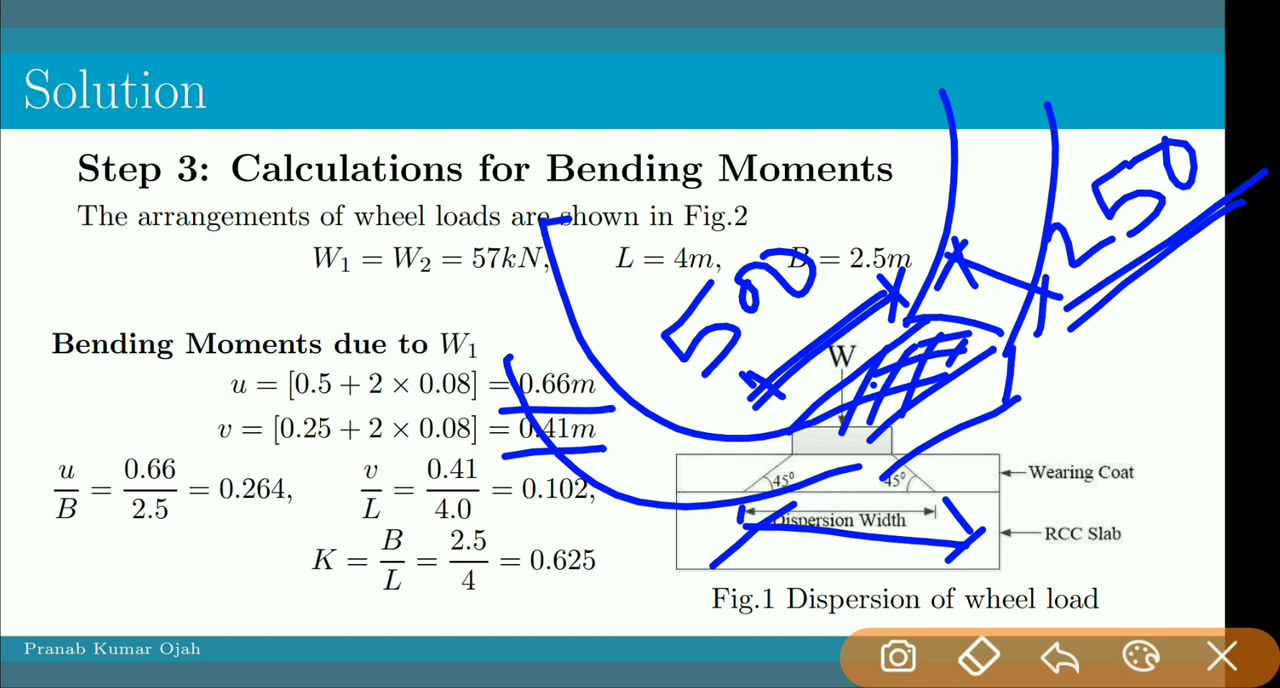 Solution
Step 3: Calculations for Bending Moments
The arrangements of wheel loads are shown in Fig.2
W₁ = W₂ = 57kN, L = 4m, B = 2.5m
500
250
Bending Moments due to W₁
u = [0.5 + 2 × 0.08] = 0.66m
v = [0.25 + 2 × 0.08] = 0.41m
u/B = 0.66/2.5 = 0.264, v/L = 0.41/4.0 = 0.102,
K = B/L = 2.5/4 = 0.625
W
45⁰ 45⁰
Wearing Coat
Dispersion Width
RCC Slab
Fig.1 Dispersion of wheel load
Pranab Kumar Ojah